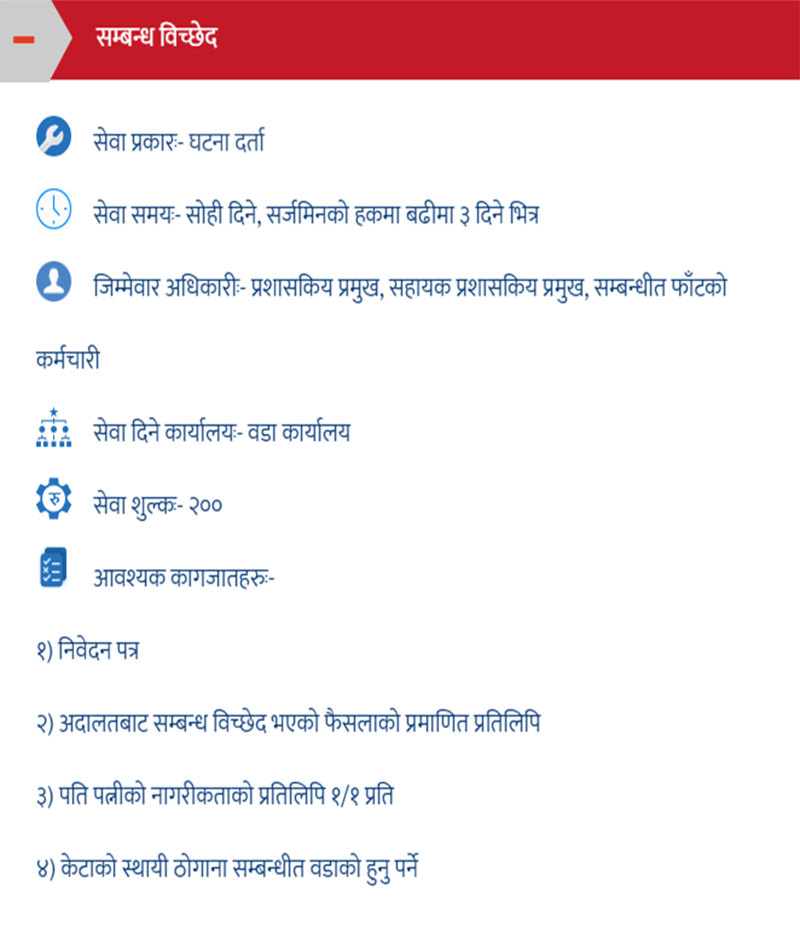 सम्बन्ध विच्छेद
सेवा प्रकारः- घटना दर्ता
सेवा समयः- सोही दिने, सर्जमिनको हकमा बढीमा ३ दिने भित्र
जिम्मेवार अधिकारीः- प्रशासकिय प्रमुख, सहायक प्रशासकिय प्रमुख, सम्बन्धीत फाँटको
कर्मचारी
सेवा दिने कार्यालयः- वडा कार्यालय
रु
सेवा शुल्कः- २००
आवश्यक कागजातहरुः-
१) निवेदन पत्र
२) अदालतबाट सम्बन्ध विच्छेद भएको फैसलाको प्रमाणित प्रतिलिपि
३) पति पत्नीको नागरीकताको प्रतिलिपि १/१ प्रति
४) केटाको स्थायी ठोगाना सम्बन्धीत वडाको हुनु पर्ने